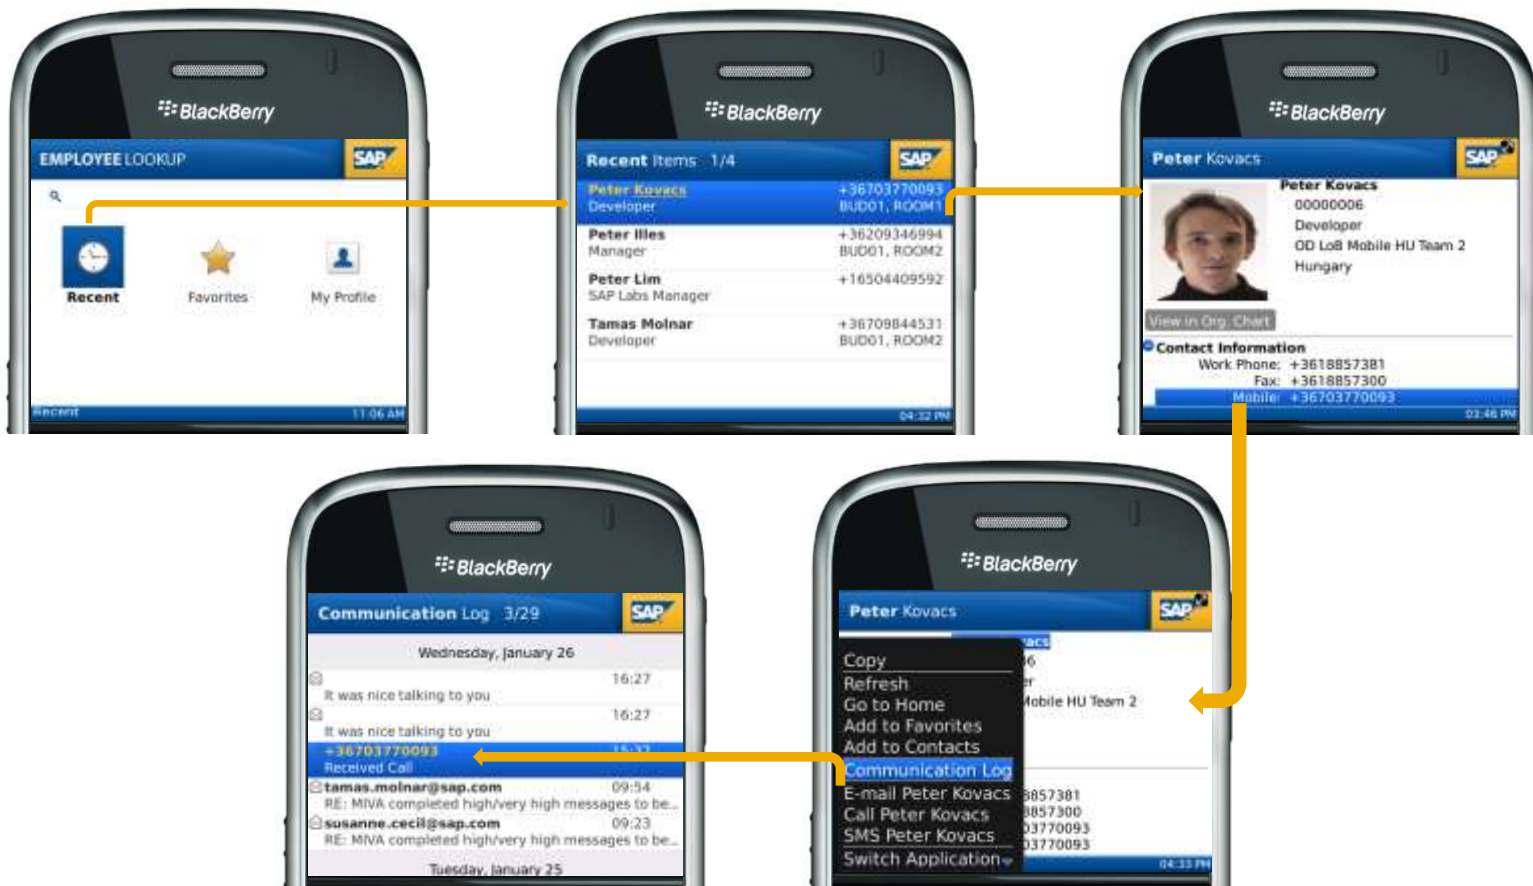 BlackBerry
EMPLOYEE LOOKUP
SAP
Recent
Favorites
My Profile
Recent
11:06 AM
BlackBerry
Recent Items 1/4
SAP
Peter Kovacs +36703770093
Developer BUD01, ROOM1
Peter Illes +36209346994
Manager BUD01, ROOM2
Peter Lim +16504409592
SAP Labs Manager
Tamas Molnar +36709844531
Developer BUD01, ROOM2
04:32 PM
BlackBerry
Peter Kovacs
SAP
Peter Kovacs
00000006
Developer
OD LoB Mobile HU Team 2
Hungary
View in Org. Chart
Contact Information
Work Phone: +3618857381
Fax: +3618857300
Mobile: +36703770093
03:46 PM
BlackBerry
Communication Log 3/29
SAP
Wednesday, January 26
16:27
It was nice talking to you
16:27
It was nice talking to you
+36703770093 15:37
Received Call
tamas.molnar@sap.com 09:54
RE: MIVA completed high/very high messages to be...
susanne.cecil@sap.com 09:23
RE: MIVA completed high/very high messages to be...
Tuesday, January 25
BlackBerry
Peter Kovacs
SAP
acs
Copy
6
Refresh
er
Go to Home
Mobile HU Team 2
Add to Favorites
Add to Contacts
Communication Log
E-mail Peter Kovacs
8857381
Call Peter Kovacs
8857300
SMS Peter Kovacs
03770093
Switch Application
03770093
04:33 PM